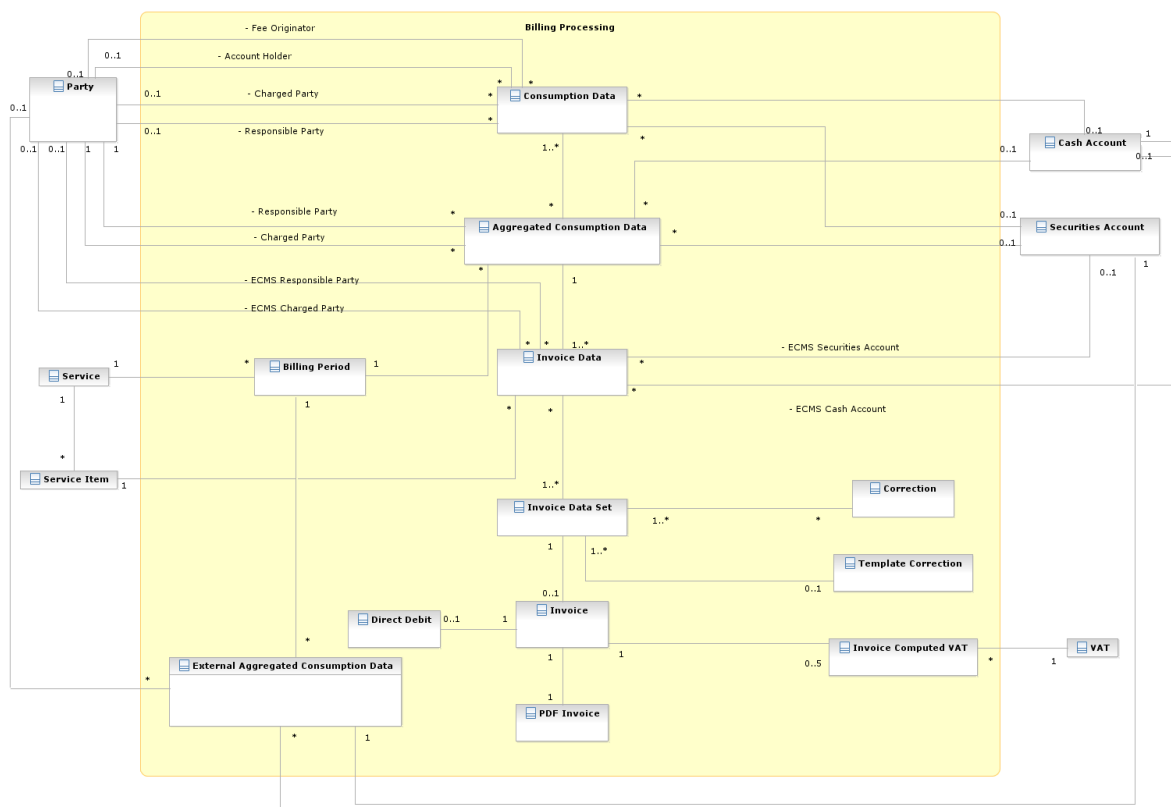 - Fee Originator
Billing Processing
0..1
- Account Holder
0..1
Party
*
*
0..1
- Charged Party
*
Consumption Data
*
0..1
*
0..1
- Responsible Party
*
0..1
1
Cash Account
0..1
1
1
1..*
0..1
0..1
0..1
- Responsible Party
*
*
*
0..1
Aggregated Consumption Data
*
Securities Account
- Charged Party
*
0..1
*
1
1
0..1
- ECMS Responsible Party
- ECMS Charged Party
*
*
1..*
- ECMS Securities Account
Service
1
*
Billing Period
1
Invoice Data
*
*
1
1
*
*
- ECMS Cash Account
*
Service Item
1
1..*
Invoice Data Set
Correction
1..*
*
1
1..*
Template Correction
0..1
0..1
Invoice
Direct Debit
0..1
1
*
1
Invoice Computed VAT
VAT
1
0..5
*
1
External Aggregated Consumption Data
*
1
PDF Invoice
*
1